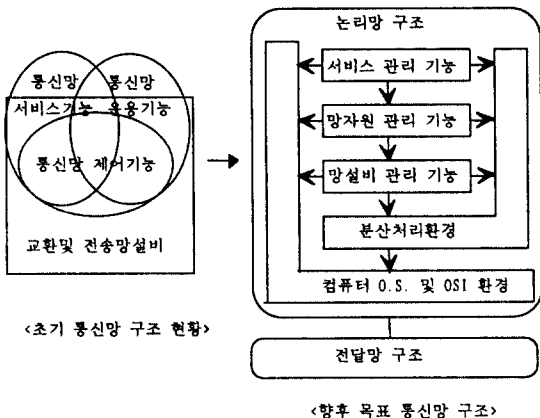 통신망 통신망
서비스기능 운용기능
통신망 제어기능
교환및 전송망설비
<초기 통신망 구조 현황>
논리망 구조
서비스 관리 기능
망자원 관리 기능
망설비 관리 기능
분산처리환경
컴퓨터 O.S. 및 OSI 환경
전달망 구조
<향후 목표 통신망 구조>